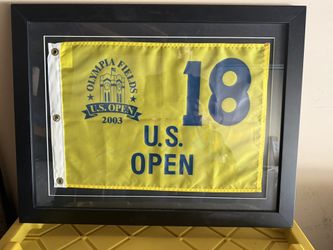 OLYMPIA FIELDS
U.S. OPEN
2003
18
U.S.
OPEN